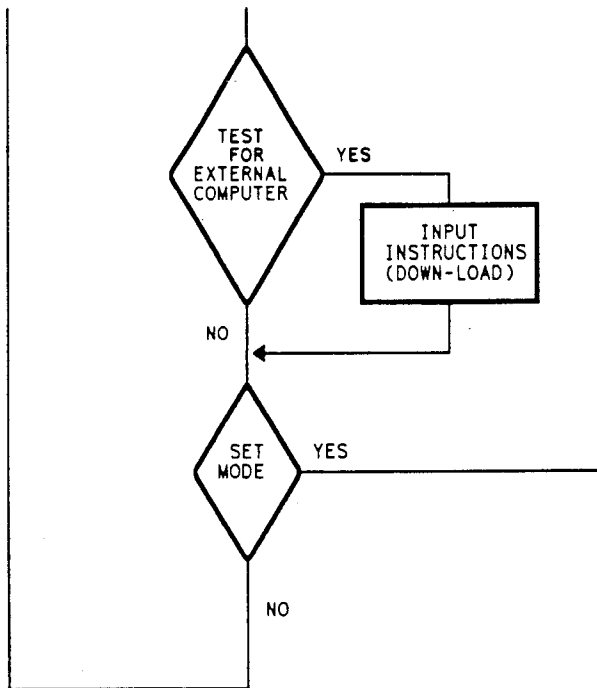 TEST
FOR
EXTERNAL
COMPUTER
YES
INPUT
INSTRUCTIONS
(DOWN-LOAD)
NO
SET
MODE
YES
NO